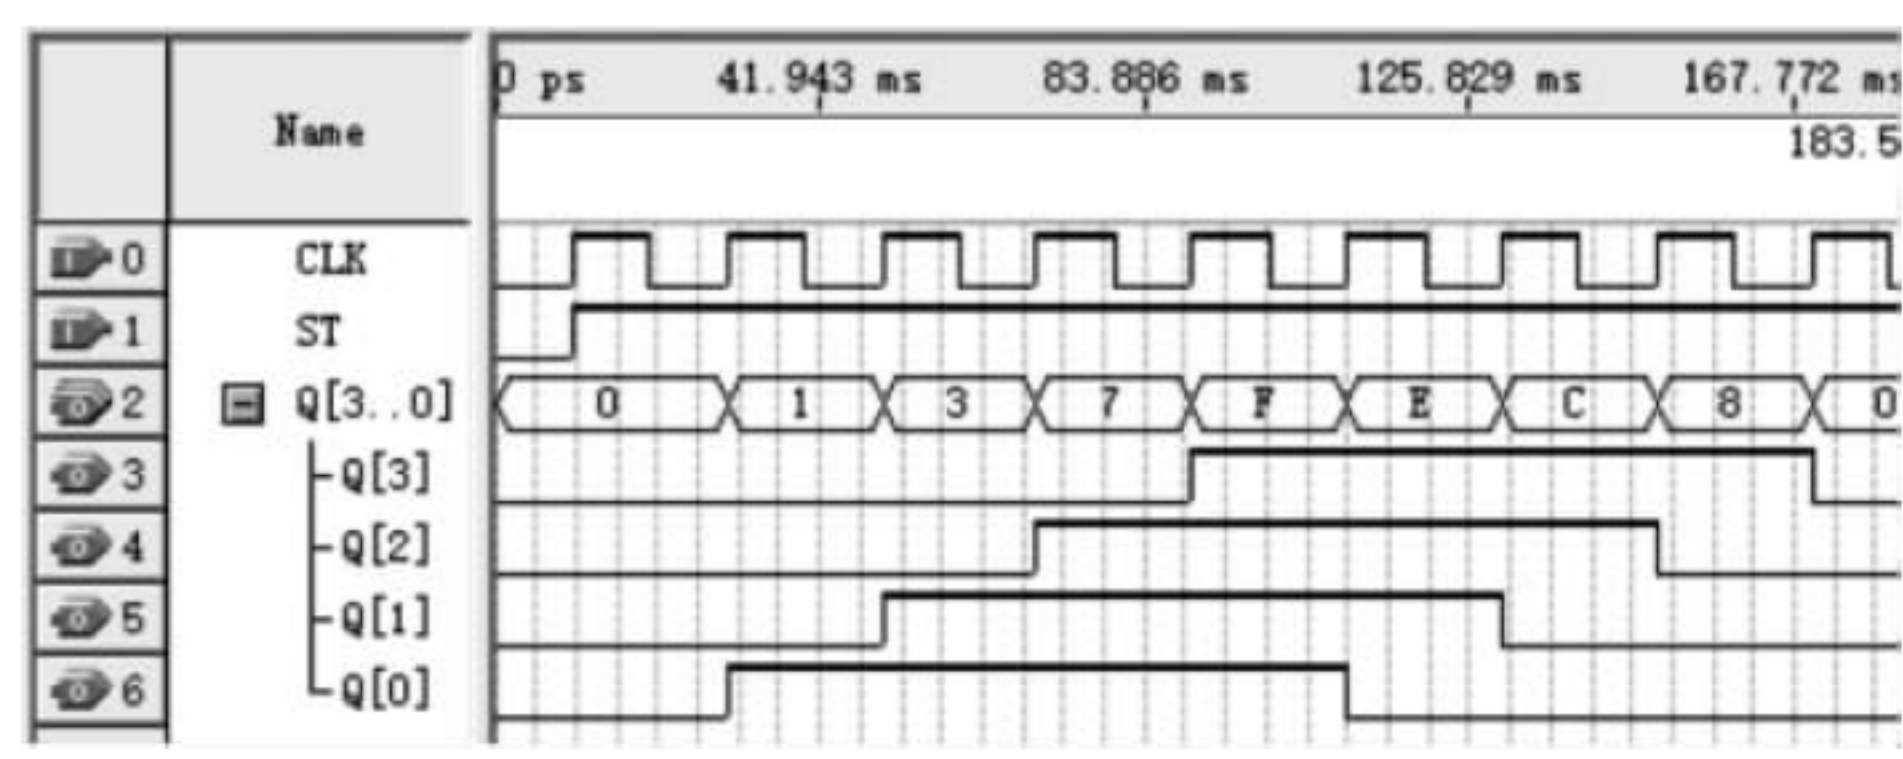 0 ps 41.943 ms 83.886 ms 125.829 ms 167.772 ms
183.5
Name
0 CLK
1 ST
2 Q[3..0] 0 1 3 7 F E C 8 0
3 Q[3]
4 Q[2]
5 Q[1]
6 Q[0]